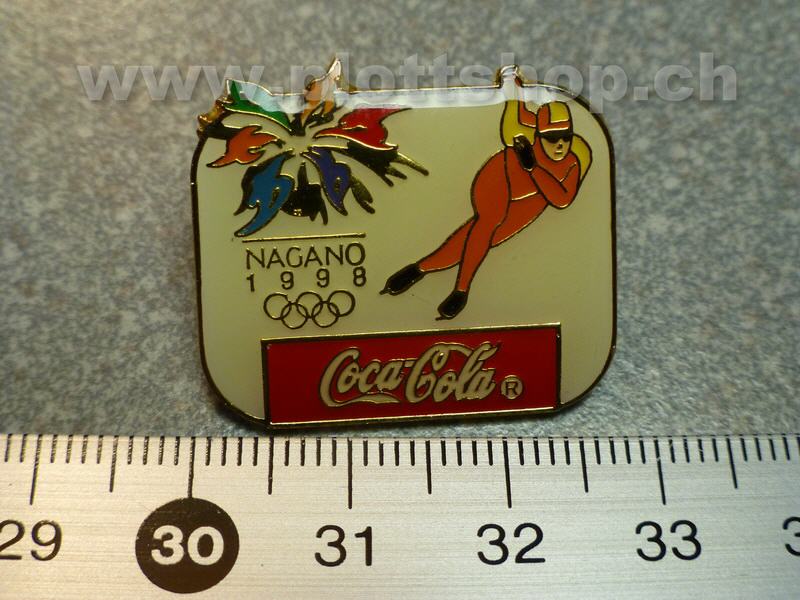 www.plottshop.ch
NAGANO
1998
Coca-Cola ®
29 30 31 32 33